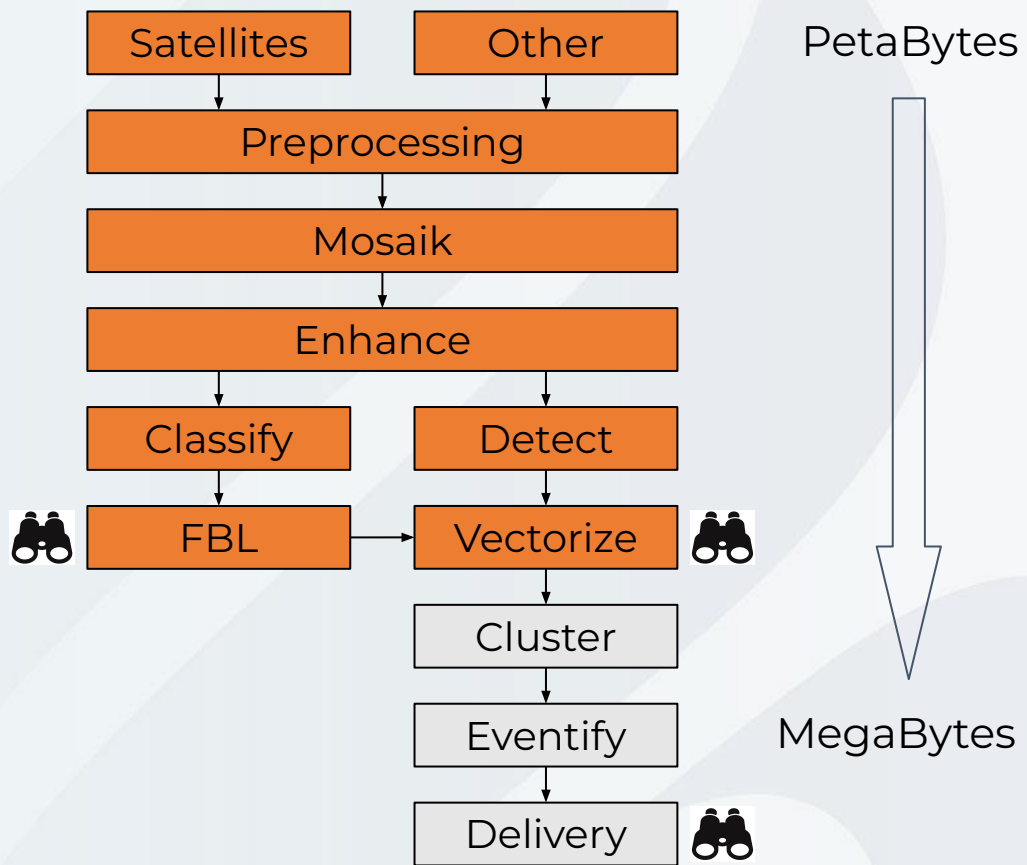 Satellites
Other
PetaBytes
Preprocessing
Mosaik
Enhance
Classify
Detect
FBL
Vectorize
Cluster
Eventify
MegaBytes
Delivery